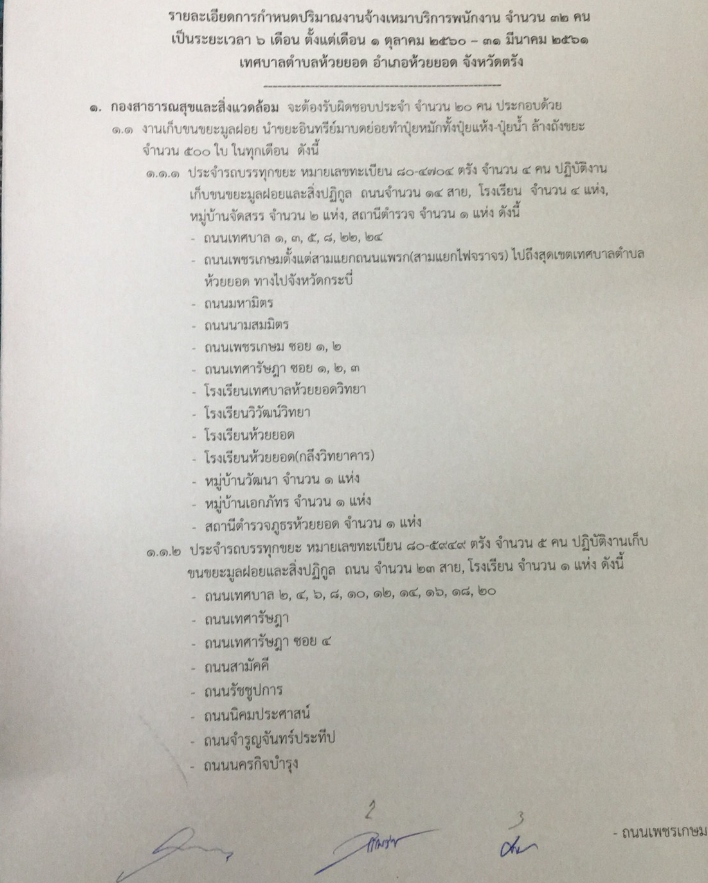 รายละเอียดการกำหนดปริมาณงานจ้างเหมาบริการพนักงาน จำนวน ๓๒ คน
เป็นระยะเวลา ๖ เดือน ตั้งแต่เดือน ๑ ตุลาคม ๒๕๖๐ – ๓๑ มีนาคม ๒๕๖๑
เทศบาลตำบลห้วยยอด อำเภอห้วยยอด จังหวัดตรัง
๑. กองสาธารณสุขและสิ่งแวดล้อม จะต้องรับผิดชอบประจำ จำนวน ๒๐ คน ประกอบด้วย
๑.๑ งานเก็บขนขยะมูลฝอย นำขยะอินทรีย์มาบดย่อยทำปุ๋ยหมักทั้งปุ๋ยแห้ง-ปุ๋ยน้ำ ล้างถังขยะ
จำนวน ๕๐๐ ใบ ในทุกเดือน ดังนี้
๑.๑.๑ ประจำรถบรรทุกขยะ หมายเลขทะเบียน ๘๐-๔๗๐๔ ตรัง จำนวน ๔ คน ปฏิบัติงาน
เก็บขนขยะมูลฝอยและสิ่งปฏิกูล ถนนจำนวน ๑๔ สาย, โรงเรียน จำนวน ๔ แห่ง,
หมู่บ้านจัดสรร จำนวน ๒ แห่ง, สถานีตำรวจ จำนวน ๑ แห่ง ดังนี้
- ถนนเทศบาล ๑, ๓, ๕, ๘, ๒๒, ๒๔
- ถนนเพชรเกษมตั้งแต่สามแยกถนนแพรก(สามแยกไฟจราจร) ไปถึงสุดเขตเทศบาลตำบล
ห้วยยอด ทางไปจังหวัดกระบี่
- ถนนมหามิตร
- ถนนนามสมมิตร
- ถนนเพชรเกษม ซอย ๑, ๒
- ถนนเทศารัษฎา ซอย ๑, ๒, ๓
- โรงเรียนเทศบาลห้วยยอดวิทยา
- โรงเรียนวิวัฒน์วิทยา
- โรงเรียนห้วยยอด
- โรงเรียนห้วยยอด(กลึงวิทยาคาร)
- หมู่บ้านวัฒนา จำนวน ๑ แห่ง
- หมู่บ้านเอกภัทร จำนวน ๑ แห่ง
- สถานีตำรวจภูธรห้วยยอด จำนวน ๑ แห่ง
๑.๑.๒ ประจำรถบรรทุกขยะ หมายเลขทะเบียน ๘๐-๕๙๔๙ ตรัง จำนวน ๕ คน ปฏิบัติงานเก็บ
ขนขยะมูลฝอยและสิ่งปฏิกูล ถนน จำนวน ๒๓ สาย, โรงเรียน จำนวน ๑ แห่ง ดังนี้
- ถนนเทศบาล ๒, ๔, ๖, ๘, ๑๐, ๑๒, ๑๔, ๑๖, ๑๘, ๒๐
- ถนนเทศารัษฎา
- ถนนเทศารัษฎา ซอย ๔
- ถนนสามัคคี
- ถนนรัชชูปการ
- ถนนนิคมประศาสน์
- ถนนจำรูญจันทร์ประทีป
- ถนนนครกิจบำรุง
2 3
- ถนนเพชรเกษม